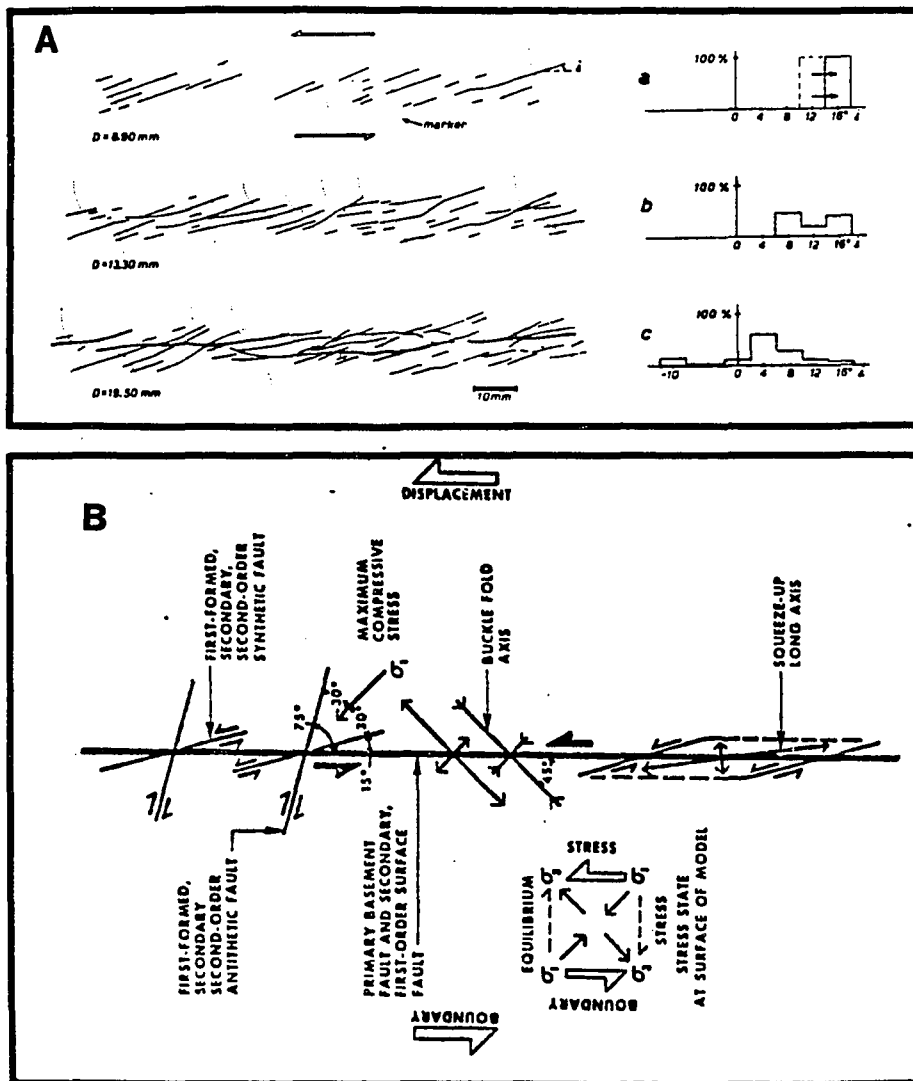 A
i
marker
D=8.90 mm
a
100 %
0 4 8 12 16° i
D=13.30 mm
b
100 %
0 4 8 12 16° i
D=19.50 mm
10mm
c
100 %
-10 0 4 8 12 16° i
B
DISPLACEMENT
FIRST-FORMED,
SECONDARY,
SECOND-ORDER
SYNTHETIC FAULT
MAXIMUM
COMPRESSIVE
STRESS
σ₁
BUCKLE FOLD
AXIS
SQUEEZE-UP
LONG AXIS
75°
30°
30°
15°
45°
FIRST-FORMED,
SECONDARY
SECOND-ORDER
ANTITHETIC FAULT
PRIMARY BASEMENT
FAULT AND SECONDARY,
FIRST-ORDER SURFACE
FAULT
STRESS
σ₃ σ₁
EQUILIBRIUM
STRESS
σ₁ σ₃
BOUNDARY
STRESS STATE
AT SURFACE OF MODEL
BOUNDARY